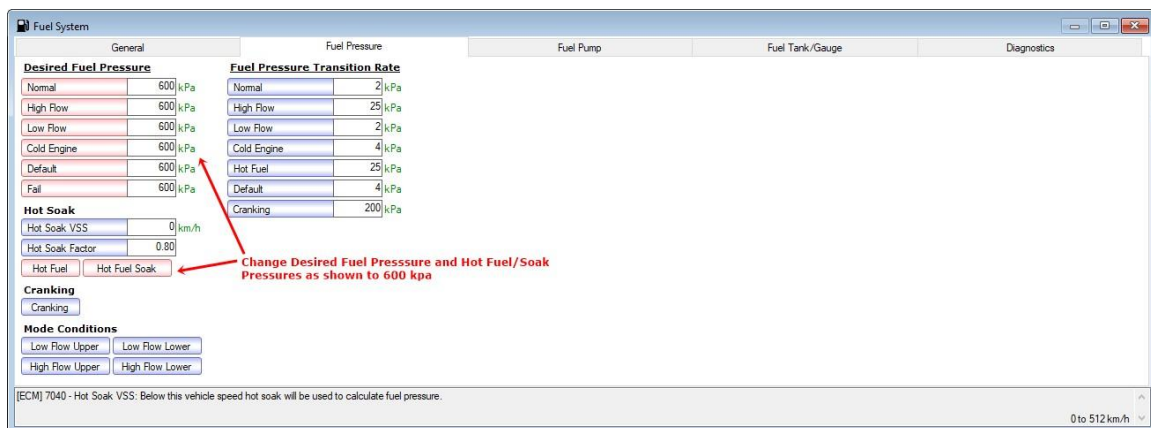 Fuel System
General Fuel Pressure Fuel Pump Fuel Tank/Gauge Diagnostics
Desired Fuel Pressure Fuel Pressure Transition Rate
Normal 600 kPa Normal 2 kPa
High Flow 600 kPa High Flow 25 kPa
Low Flow 600 kPa Low Flow 2 kPa
Cold Engine 600 kPa Cold Engine 4 kPa
Default 600 kPa Hot Fuel 25 kPa
Fail 600 kPa Default 4 kPa
Hot Soak Cranking 200 kPa
Hot Soak VSS 0 km/h
Hot Soak Factor 0.80
Hot Fuel Hot Fuel Soak
Change Desired Fuel Presssure and Hot Fuel/Soak
Pressures as shown to 600 kpa
Cranking
Cranking
Mode Conditions
Low Flow Upper Low Flow Lower
High Flow Upper High Flow Lower
[ECM] 7040 - Hot Soak VSS: Below this vehicle speed hot soak will be used to calculate fuel pressure.
0 to 512 km/h